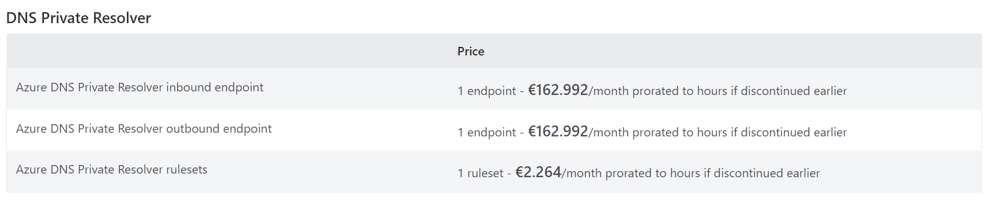 DNS Private Resolver
Price
Azure DNS Private Resolver inbound endpoint
1 endpoint - €162.992/month prorated to hours if discontinued earlier
Azure DNS Private Resolver outbound endpoint
1 endpoint - €162.992/month prorated to hours if discontinued earlier
Azure DNS Private Resolver rulesets
1 ruleset - €2.264/month prorated to hours if discontinued earlier